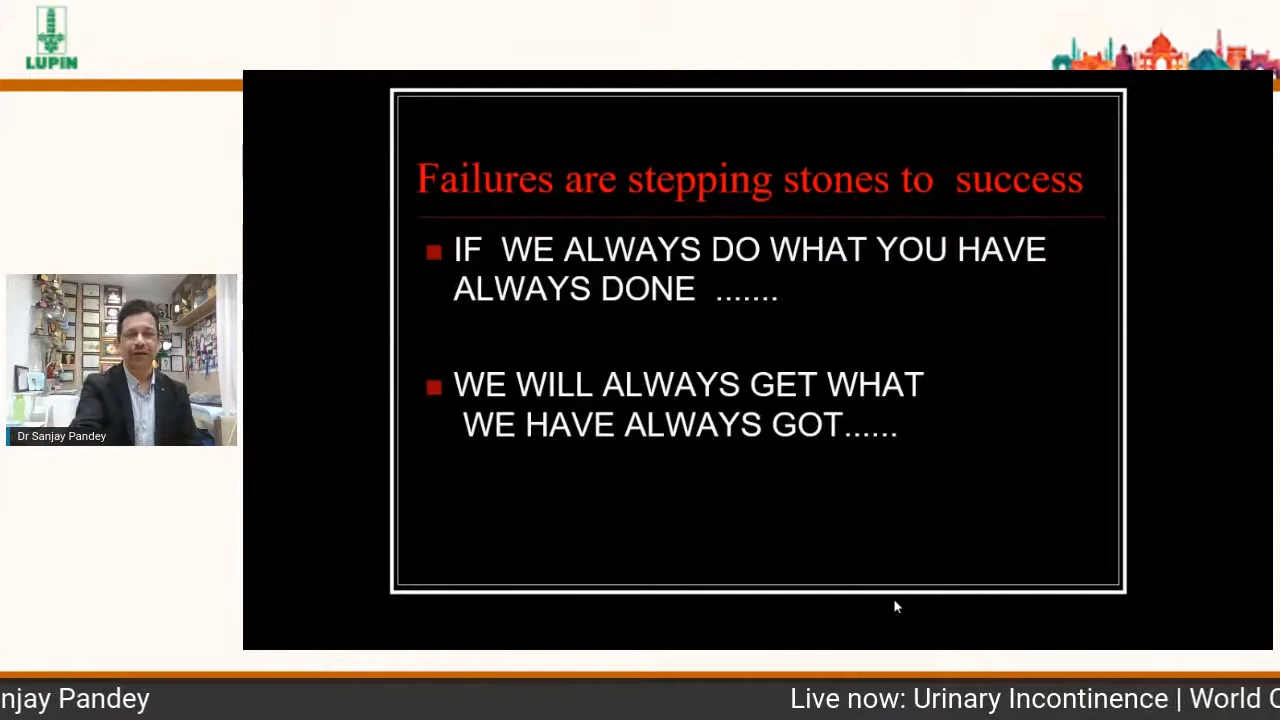 LUPIN
Failures are stepping stones to success
IF WE ALWAYS DO WHAT YOU HAVE
ALWAYS DONE .......
WE WILL ALWAYS GET WHAT
WE HAVE ALWAYS GOT......
Dr Sanjay Pandey
njay Pandey
Live now: Urinary Incontinence | World C